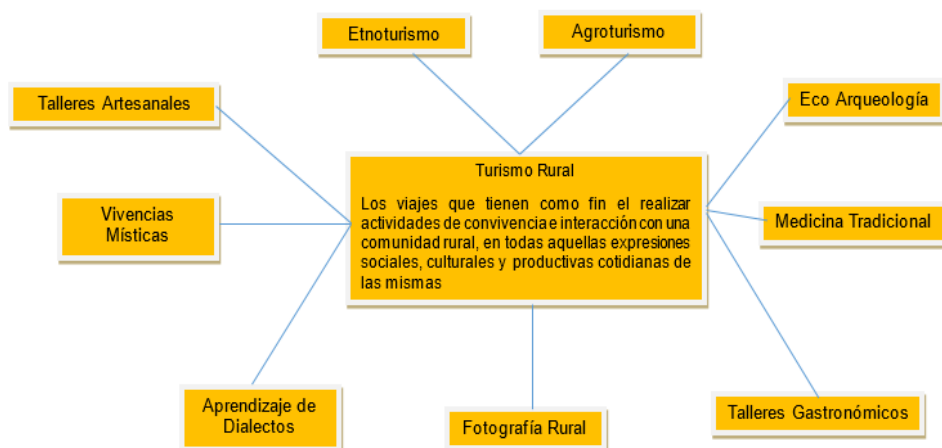 Etnoturismo
Agroturismo
Talleres Artesanales
Eco Arqueología
Turismo Rural
Los viajes que tienen como fin el realizar
actividades de convivencia e interacción con una
comunidad rural, en todas aquellas expresiones
sociales, culturales y productivas cotidianas de
las mismas
Vivencias
Místicas
Medicina Tradicional
Aprendizaje de
Dialectos
Fotografía Rural
Talleres Gastronómicos